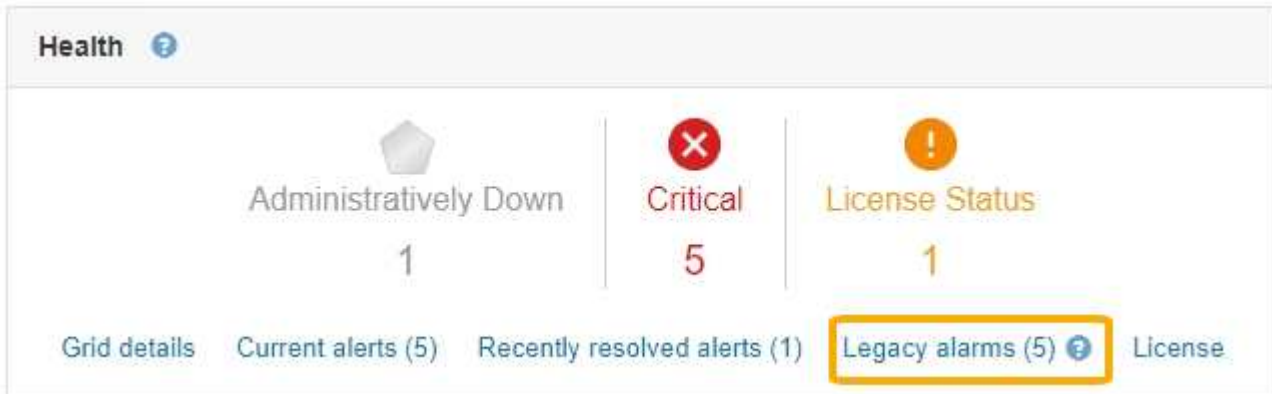 Health ?
Administratively Down Critical License Status
1 5 1
Grid details Current alerts (5) Recently resolved alerts (1) Legacy alarms (5) ? License